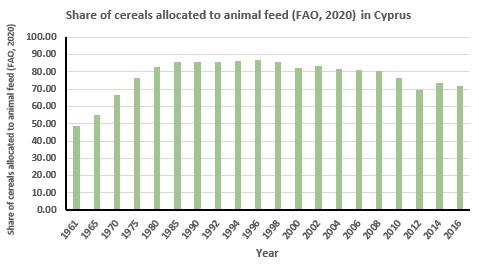 Share of cereals allocated to animal feed (FAO, 2020) in Cyprus
Share of cereals allocated to animal feed (FAO, 2020)
100.00
90.00
80.00
70.00
60.00
50.00
40.00
30.00
20.00
10.00
0.00
1961 1965 1970 1975 1980 1985 1990 1992 1994 1996 1998 2000 2002 2004 2006 2008 2010 2012 2014 2016
Year